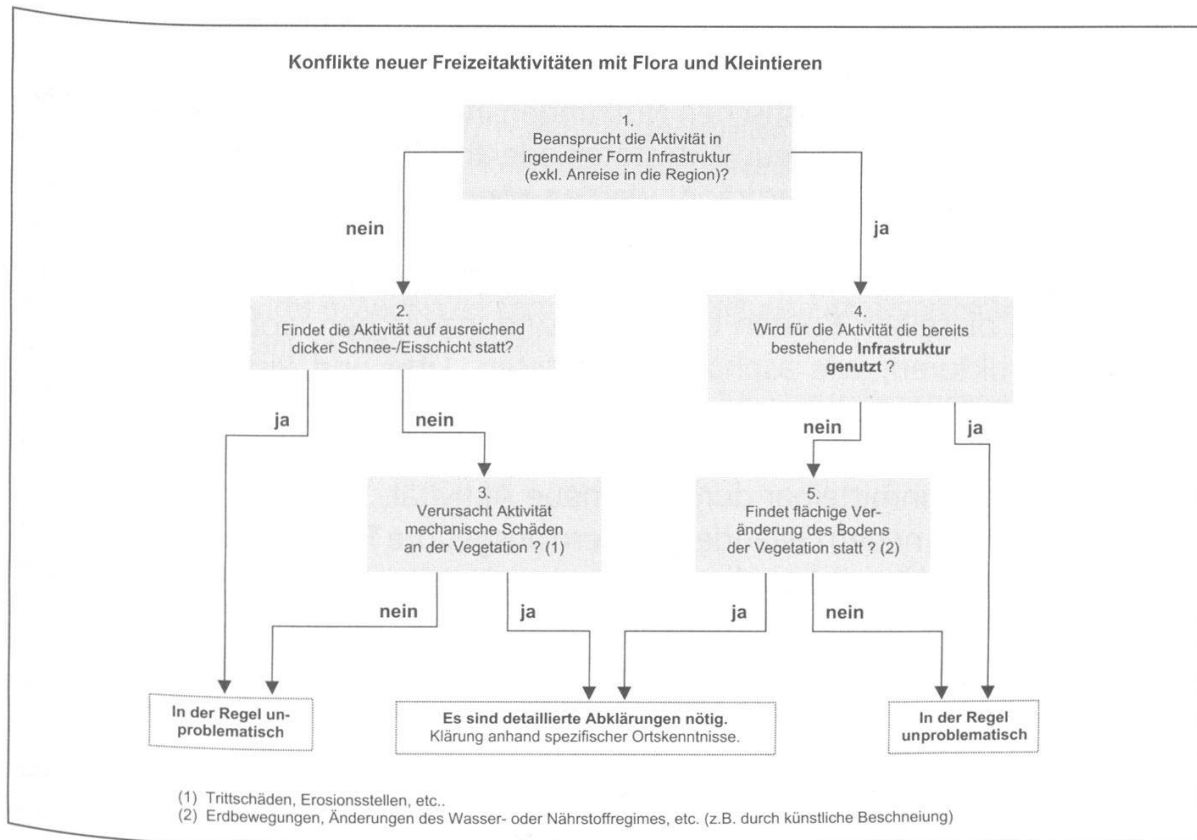 Konflikte neuer Freizeitaktivitäten mit Flora und Kleintieren
1.
Beansprucht die Aktivität in
irgendeiner Form Infrastruktur
(exkl. Anreise in die Region)?
nein
ja
2.
Findet die Aktivität auf ausreichend
dicker Schnee-/Eisschicht statt?
4.
Wird für die Aktivität die bereits
bestehende Infrastruktur
genutzt ?
ja
nein
nein
ja
3.
Verursacht Aktivität
mechanische Schäden
an der Vegetation ? (1)
5.
Findet flächige Ver-
änderung des Bodens
der Vegetation statt ? (2)
nein
ja
ja
nein
In der Regel un-
problematisch
Es sind detaillierte Abklärungen nötig.
Klärung anhand spezifischer Ortskenntnisse.
In der Regel
unproblematisch
(1) Trittschäden, Erosionsstellen, etc..
(2) Erdbewegungen, Änderungen des Wasser- oder Nährstoffregimes, etc. (z.B. durch künstliche Beschneiung)